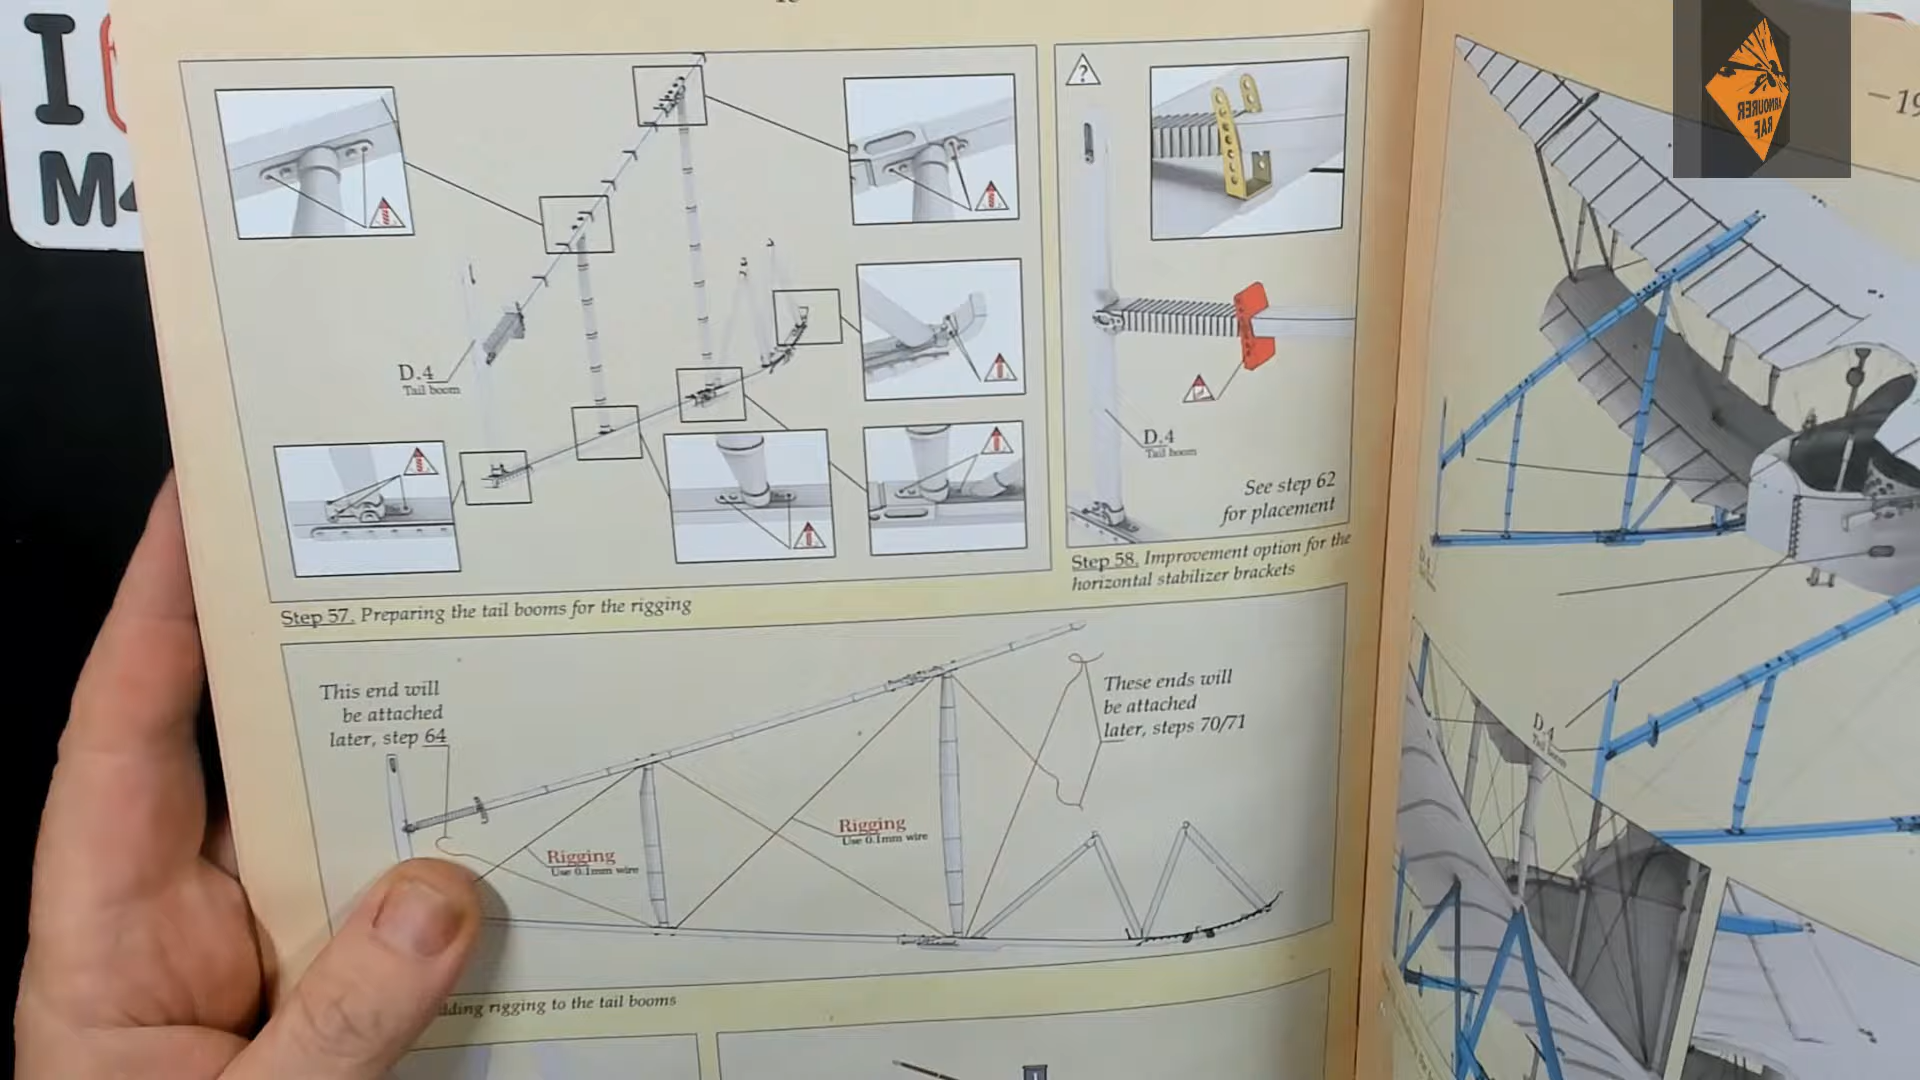 I
M4
D.4
Tail boom
Step 57. Preparing the tail booms for the rigging
?
D.4
Tail boom
See step 62
for placement
Step 58. Improvement option for the
horizontal stabilizer brackets
This end will
be attached
later, step 64
Rigging
Use 0.1mm wire
Rigging
Use 0.1mm wire
These ends will
be attached
later, steps 70/71
rigging to the tail booms
ARMOURER
RAF
D.4
Tail boom